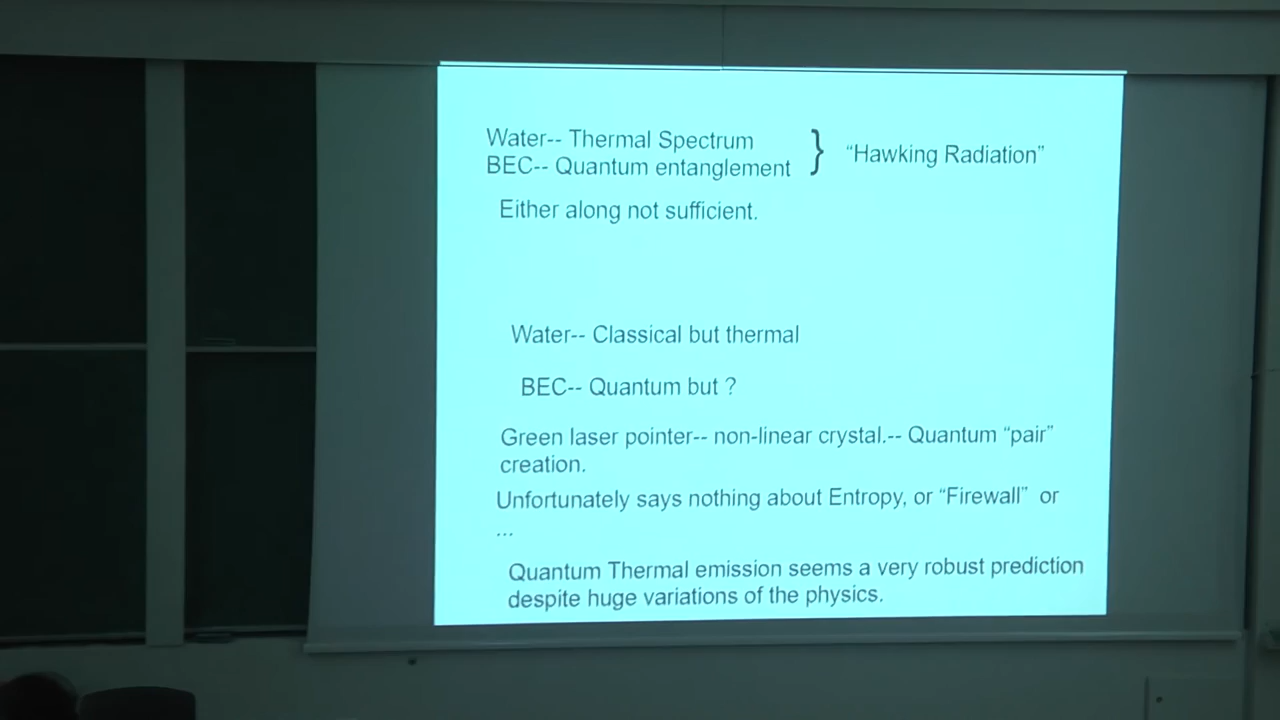 Water-- Thermal Spectrum
BEC-- Quantum entanglement
} “Hawking Radiation”
Either along not sufficient.
Water-- Classical but thermal
BEC-- Quantum but ?
Green laser pointer-- non-linear crystal.-- Quantum “pair”
creation.
Unfortunately says nothing about Entropy, or “Firewall” or
...
Quantum Thermal emission seems a very robust prediction
despite huge variations of the physics.